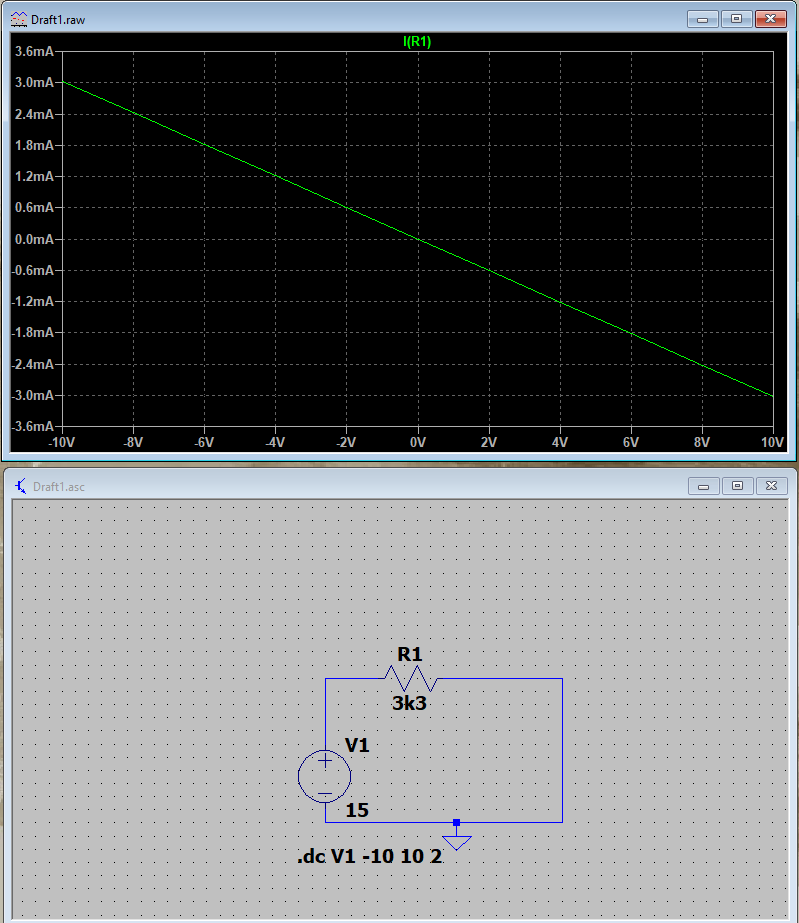 Draft1.raw
I(R1)
3.6mA
3.0mA
2.4mA
1.8mA
1.2mA
0.6mA
0.0mA
-0.6mA
-1.2mA
-1.8mA
-2.4mA
-3.0mA
-3.6mA
-10V -8V -6V -4V -2V 0V 2V 4V 6V 8V 10V
Draft1.asc
R1
3k3
V1
15
.dc V1 -10 10 2